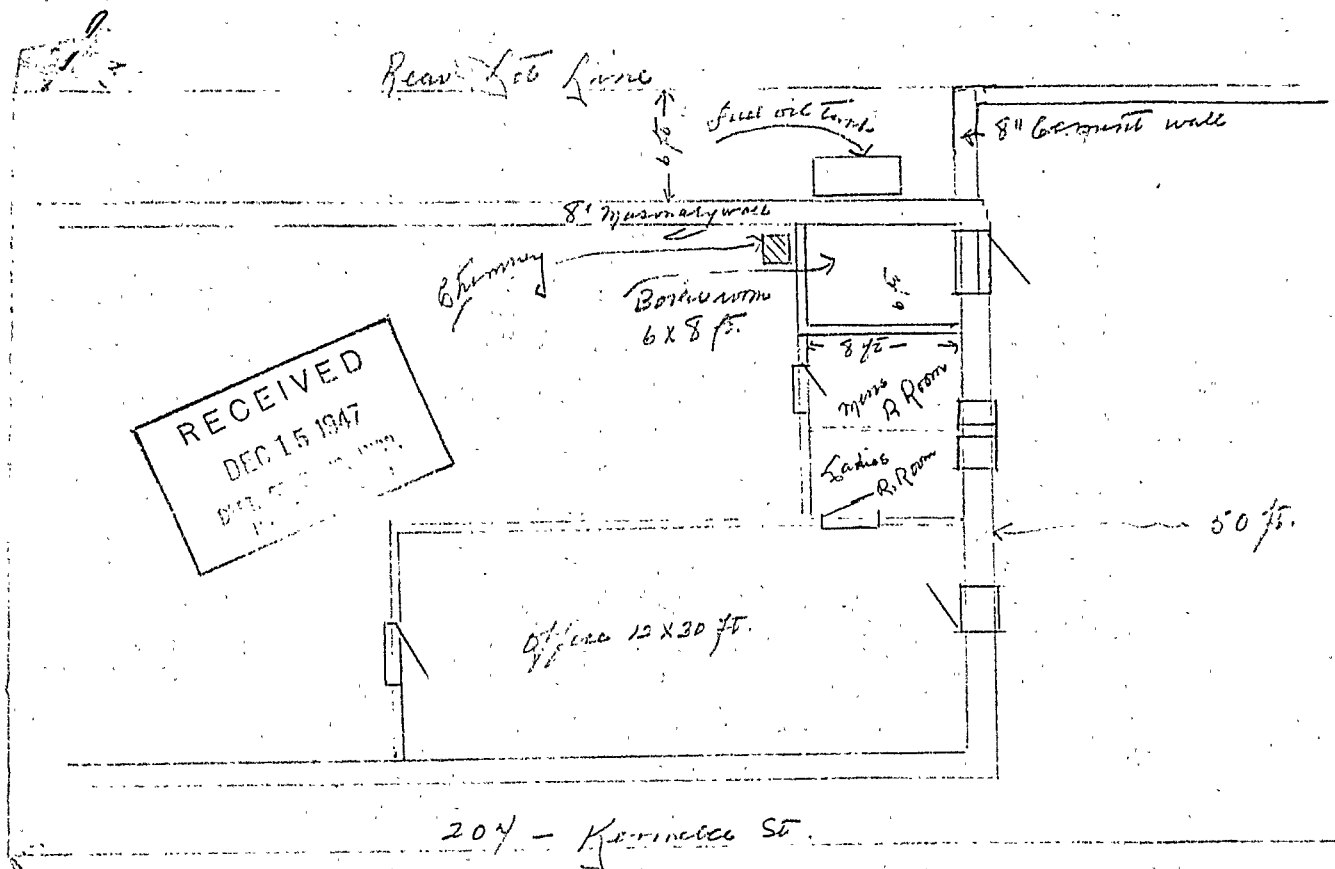 Rear Lot Line
6 ft.
fuel oil Tank
8" Cement wall
8" Masonary wall
Chimney
Boiler room
6 X 8 ft.
6 ft
8 ft
Mens
R Room
Ladies
R. Room
RECEIVED
DEC 15 1947
50 ft.
Office 12 X 30 ft.
St.